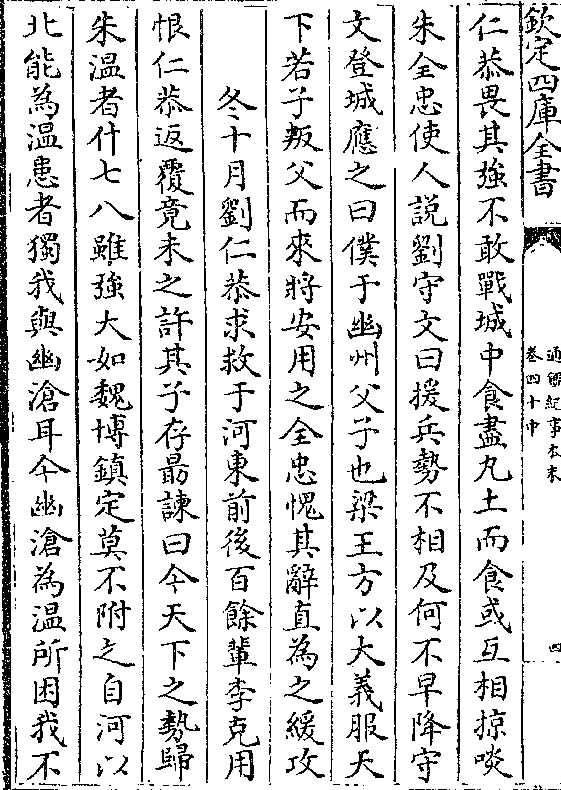 欽定四庫全書
通鑑紀事本末
卷四十中
四
仁恭畏其強不敢戰城中食盡丸土而食或互相掠啖
朱全忠使人說劉守文曰援兵勢不相及何不早降守
文登城應之曰僕于幽州父子也梁王方以大義服天
下若子叛父而來將安用之全忠愧其辭直為之緩攻
冬十月劉仁恭求救于河東前後百餘輩李克用
恨仁恭返覆竟未之許其子存勗諫曰今天下之勢歸
朱溫者什七八雖強大如魏博鎮定莫不附之自河以
北能為溫患者獨我與幽滄耳今幽滄為溫所困我不